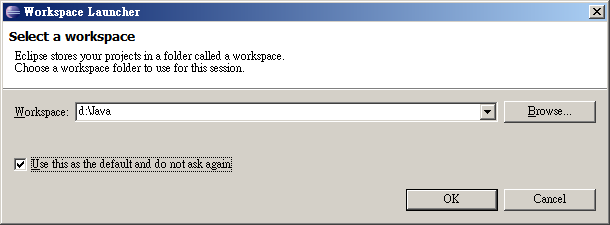 Workspace Launcher
Select a workspace
Eclipse stores your projects in a folder called a workspace.
Choose a workspace folder to use for this session.
Workspace: d:\Java Browse...
Use this as the default and do not ask again
OK Cancel